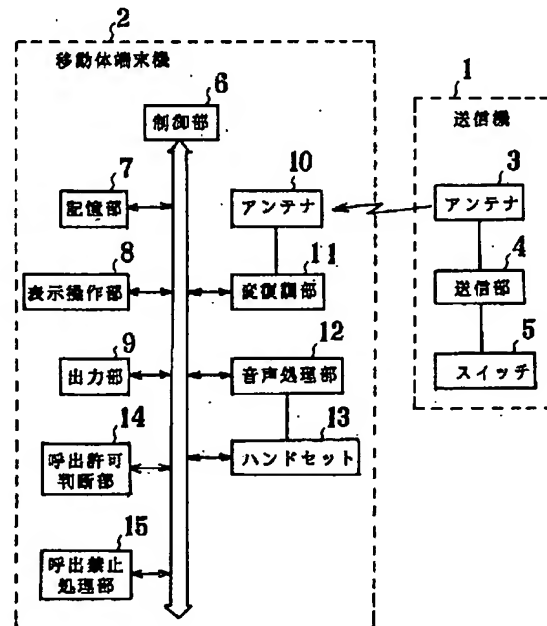 2
移動体端末機
6
制御部
7
記憶部
8
表示操作部
9
出力部
14
呼出許可
判断部
15
呼出禁止
処理部
10
アンテナ
11
変復調部
12
音声処理部
13
ハンドセット
1
送信機
3
アンテナ
4
送信部
5
スイッチ